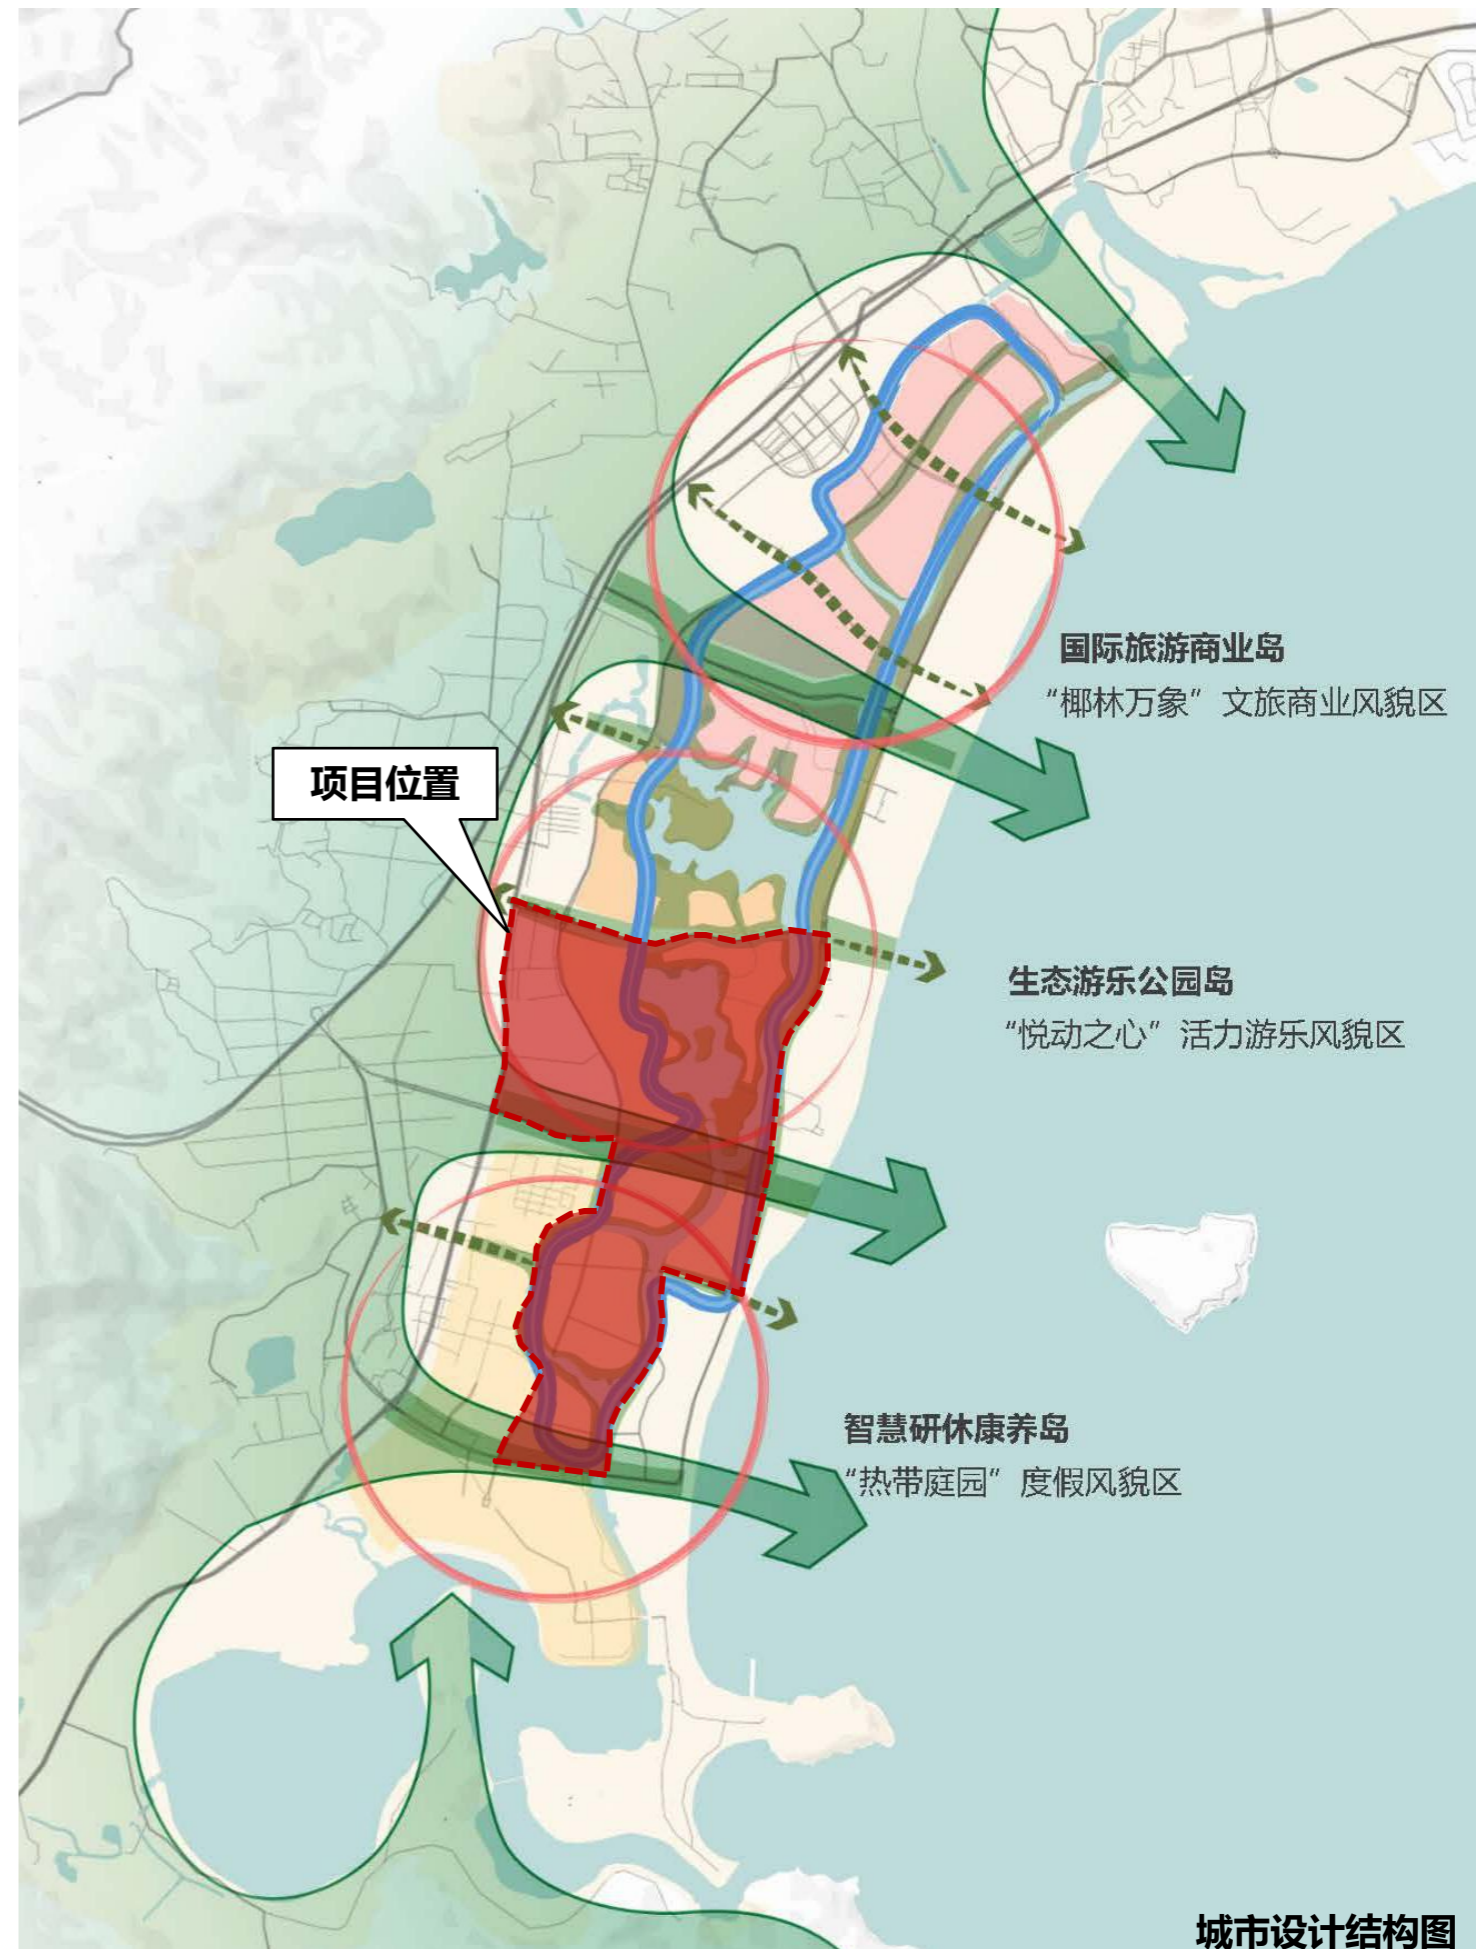 国际旅游商业岛
“椰林万象”文旅商业风貌区
项目位置
生态游乐公园岛
“悦动之心”活力游乐风貌区
智慧研休康养岛
“热带庭园”度假风貌区
城市设计结构图